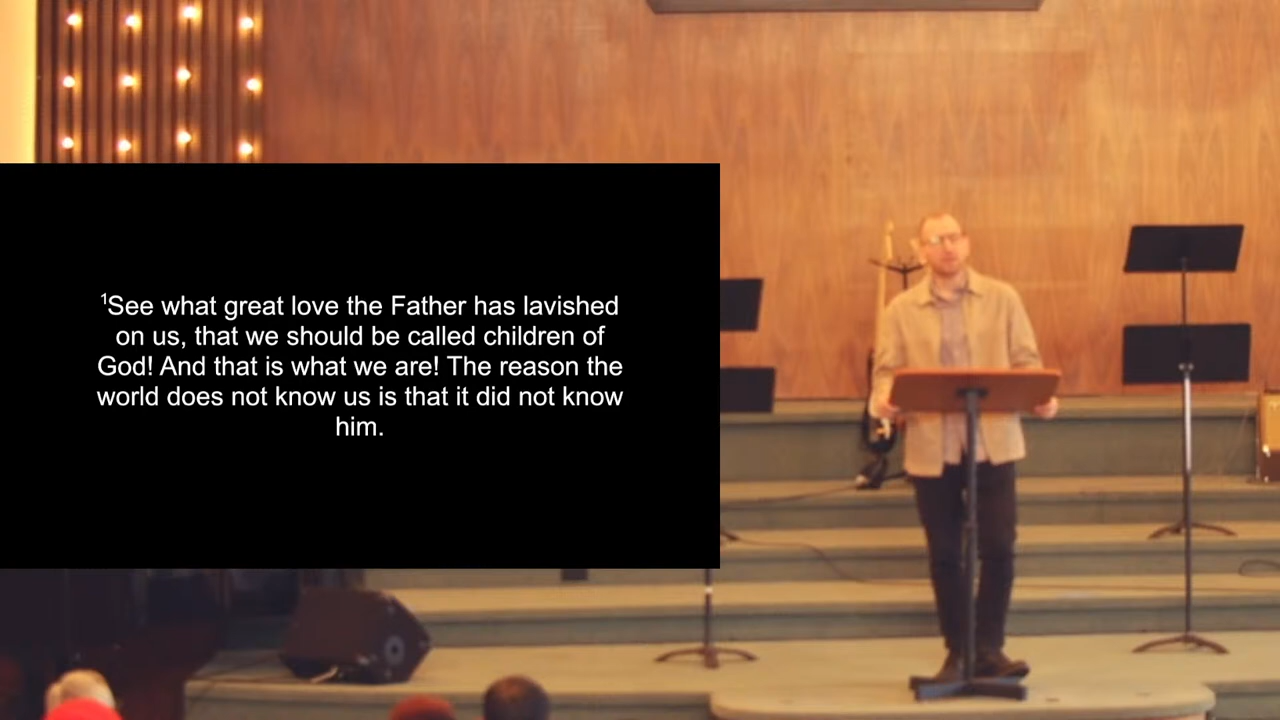 ¹See what great love the Father has lavished
on us, that we should be called children of
God! And that is what we are! The reason the
world does not know us is that it did not know
him.